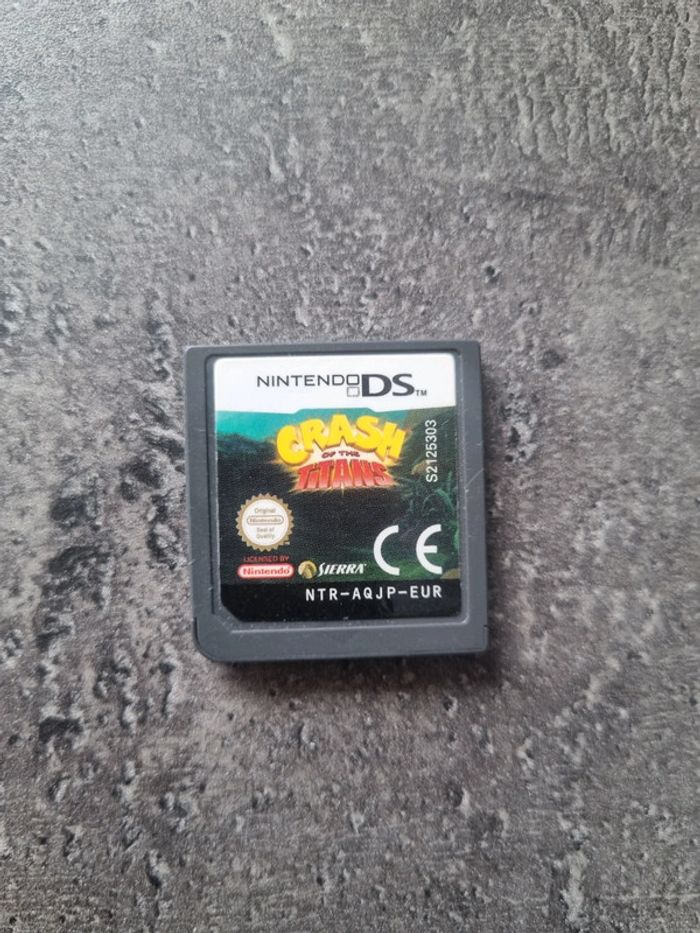 NINTENDO DS™
CRASH
OF THE
TITANS
S2125303
Original
Nintendo
Seal of
Quality
LICENSED BY
Nintendo
SIERRA
CE
NTR-AQJP-EUR